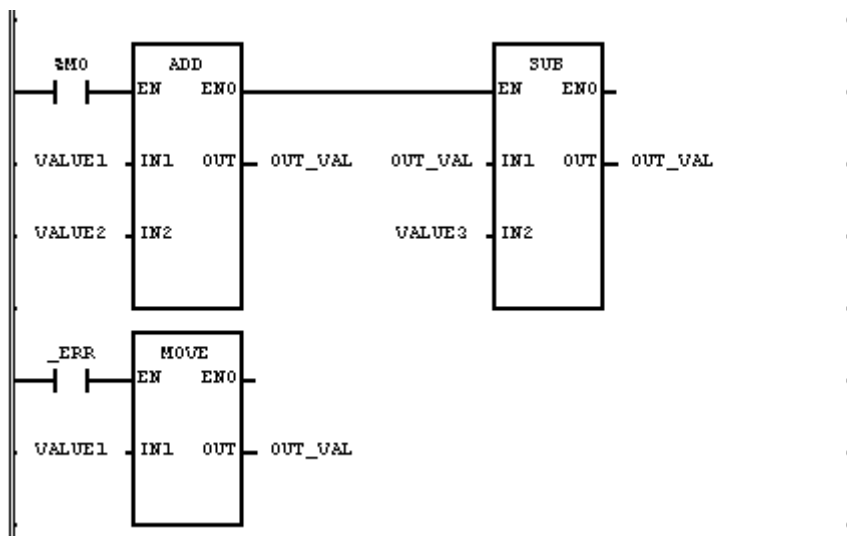 %M0 ADD SUB
EN ENO EN ENO
VALUE1 IN1 OUT OUT_VAL OUT_VAL IN1 OUT OUT_VAL
VALUE2 IN2 VALUE3 IN2
_ERR MOVE
EN ENO
VALUE1 IN1 OUT OUT_VAL